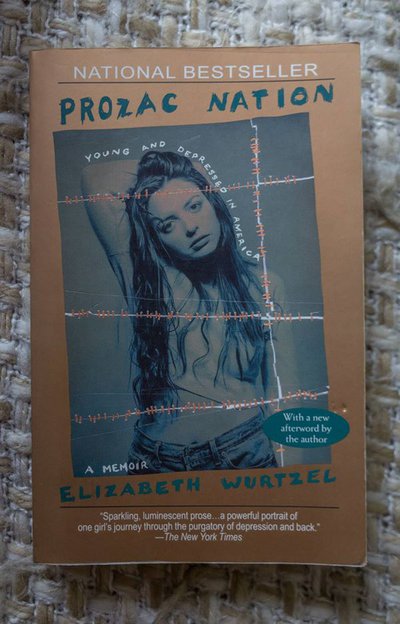 NATIONAL BESTSELLER
PROZAC NATION
YOUNG AND DEPRESSED IN AMERICA
With a new
afterword by
the author
A MEMOIR
ELIZABETH WURTZEL
"Sparkling, luminescent prose…a powerful portrait of
one girl's journey through the purgatory of depression and back."
—The New York Times